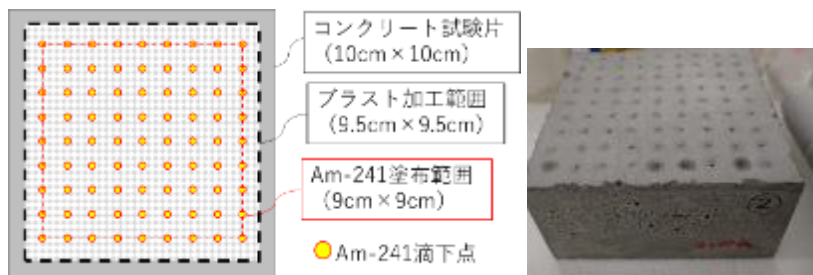 コンクリート試験片
（10cm×10cm）
ブラスト加工範囲
（9.5cm×9.5cm）
Am-241塗布範囲
（9cm×9cm）
Am-241滴下点
②